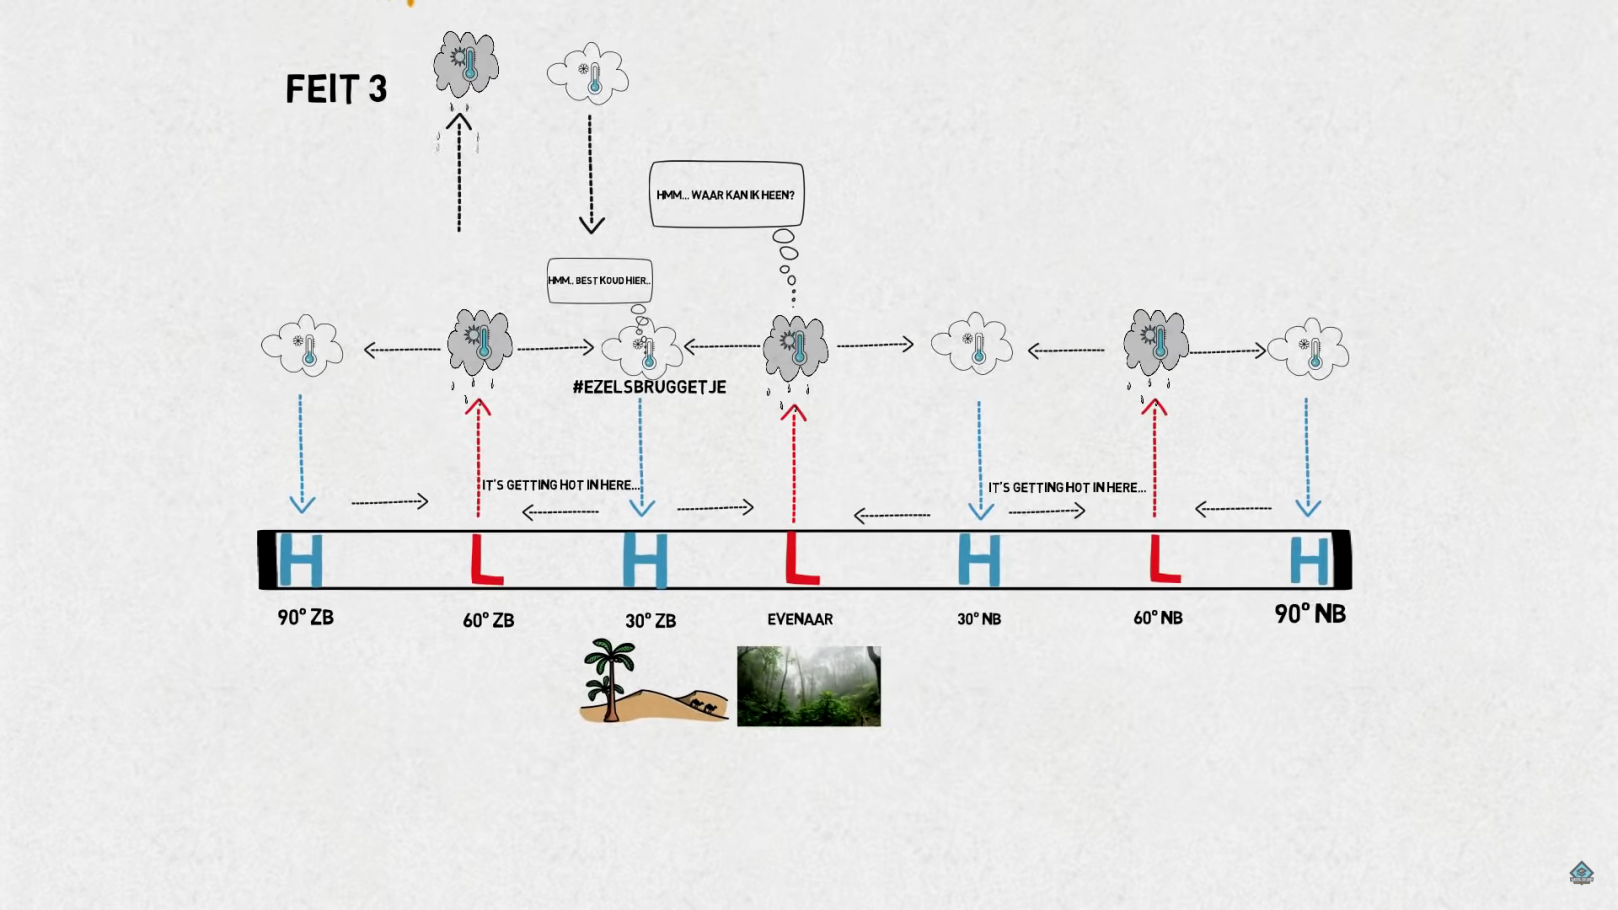 FEIT 3
HMM... WAAR KAN IK HEEN?
HMM.. BEST KOUD HIER..
#EZELSBRUGGETJE
IT'S GETTING HOT IN HERE...
IT'S GETTING HOT IN HERE...
H L H L H L H
90° ZB 60° ZB 30° ZB EVENAAR 30° NB 60° NB 90° NB